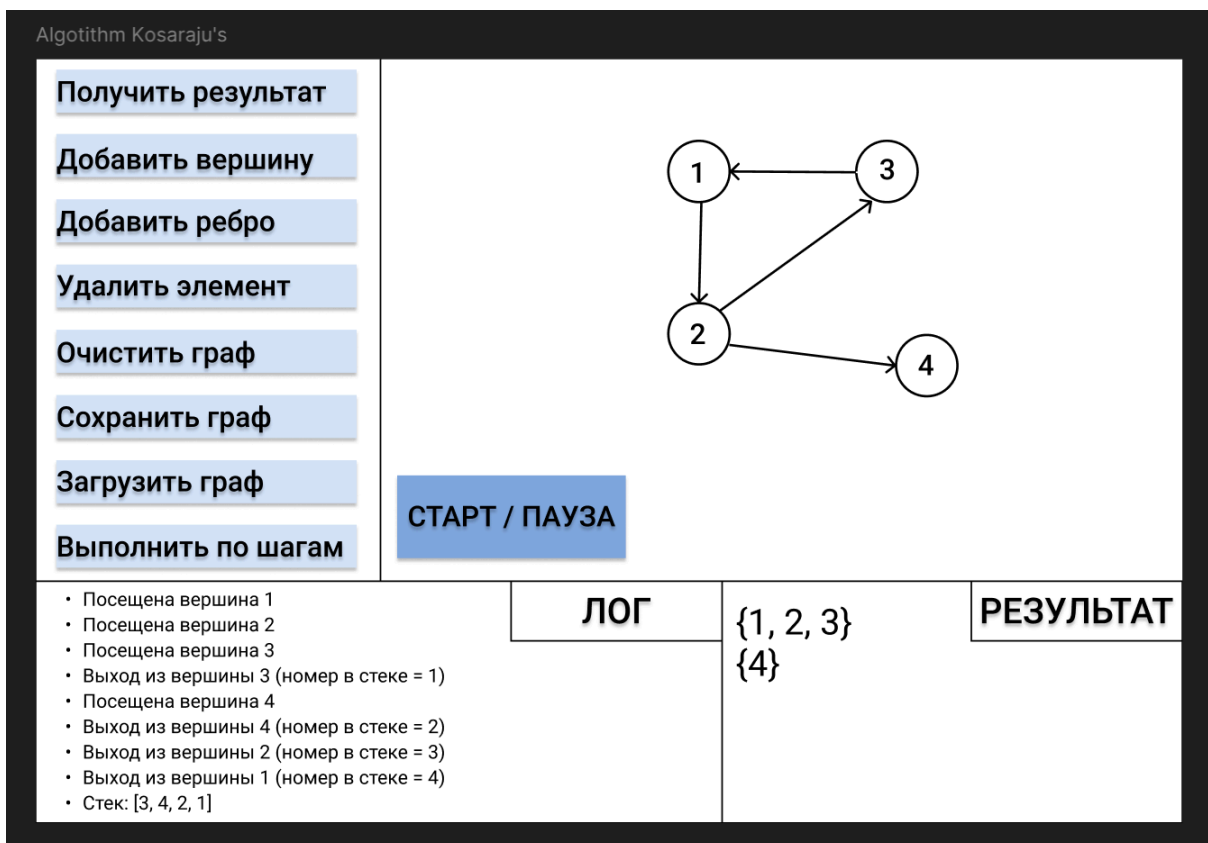 Algotithm Kosaraju's
Получить результат
Добавить вершину
Добавить ребро
Удалить элемент
Очистить граф
Сохранить граф
Загрузить граф
Выполнить по шагам
1
3
2
4
СТАРТ / ПАУЗА
• Посещена вершина 1
• Посещена вершина 2
• Посещена вершина 3
• Выход из вершины 3 (номер в стеке = 1)
• Посещена вершина 4
• Выход из вершины 4 (номер в стеке = 2)
• Выход из вершины 2 (номер в стеке = 3)
• Выход из вершины 1 (номер в стеке = 4)
• Стек: [3, 4, 2, 1]
ЛОГ
{1, 2, 3}
{4}
РЕЗУЛЬТАТ